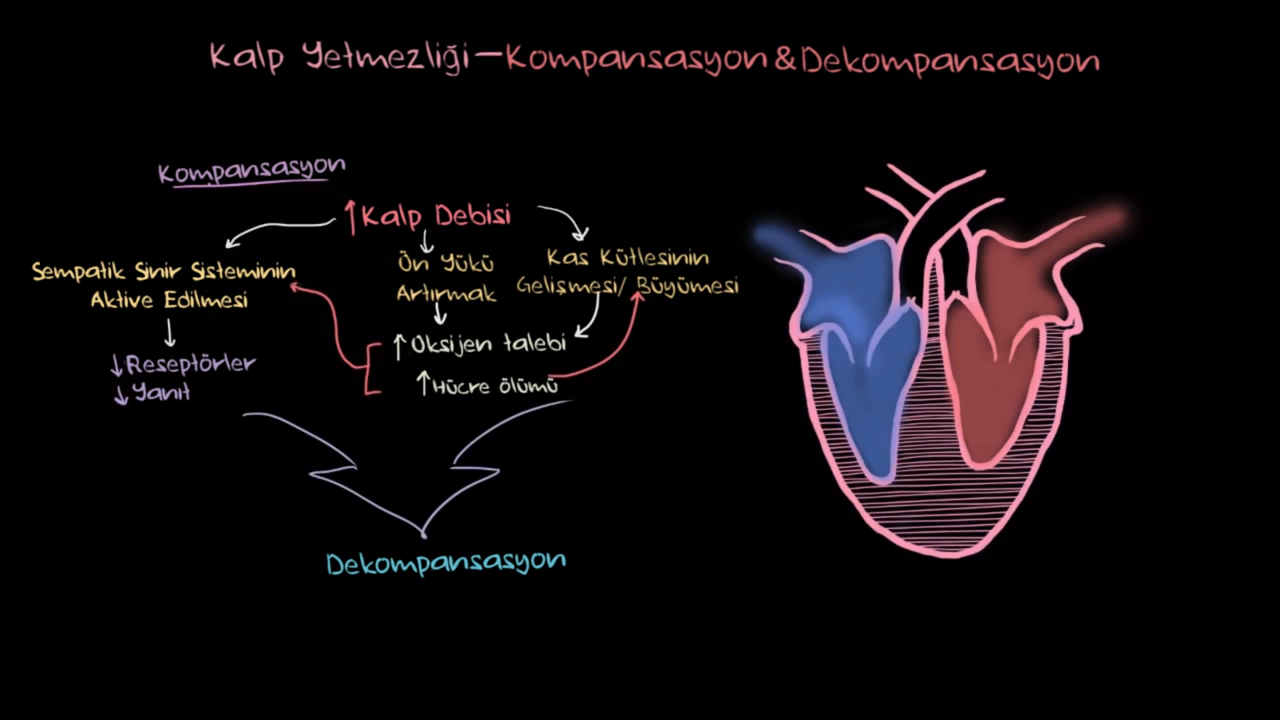 Kalp Yetmezliği—Kompansasyon & Dekompansasyon
Kompansasyon
↑Kalp Debisi
Sempatik Sinir Sisteminin
Aktive Edilmesi
Ön Yükü
Artırmak
Kas Kütlesinin
Gelişmesi/ Büyümesi
↑Oksijen talebi
↑Hücre ölümü
↓Reseptörler
↓Yanıt
Dekompansasyon